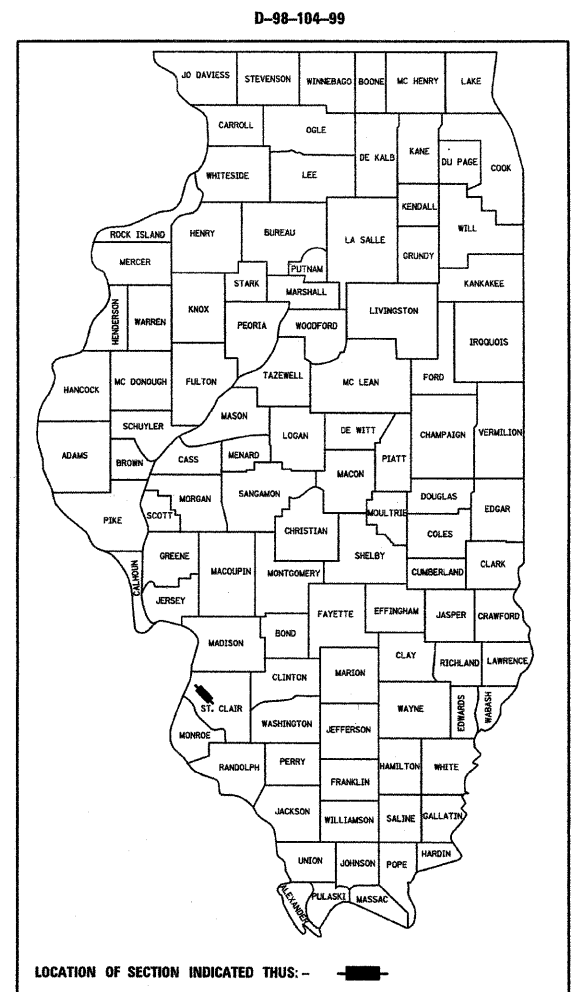 D-98-104-99
JO DAVIESS
STEVENSON
WINNEBAGO
BOONE
MC HENRY
LAKE
CARROLL
OGLE
DE KALB
KANE
DU PAGE
COOK
WHITESIDE
LEE
KENDALL
ROCK ISLAND
HENRY
BUREAU
LA SALLE
WILL
GRUNDY
MERCER
PUTNAM
STARK
MARSHALL
KANKAKEE
HENDERSON
WARREN
KNOX
PEORIA
WOODFORD
LIVINGSTON
IROQUOIS
HANCOCK
MC DONOUGH
FULTON
TAZEWELL
MC LEAN
FORD
MASON
SCHUYLER
LOGAN
DE WITT
CHAMPAIGN
VERMILION
ADAMS
BROWN
CASS
MENARD
PIATT
MACON
SANGAMON
MORGAN
DOUGLAS
EDGAR
PIKE
SCOTT
MOULTRIE
CHRISTIAN
COLES
GREENE
SHELBY
CALHOUN
MACOUPIN
MONTGOMERY
CUMBERLAND
CLARK
JERSEY
FAYETTE
EFFINGHAM
JASPER
CRAWFORD
MADISON
BOND
CLAY
RICHLAND
LAWRENCE
CLINTON
MARION
ST. CLAIR
WAYNE
EDWARDS
WABASH
WASHINGTON
JEFFERSON
MONROE
RANDOLPH
PERRY
HAMILTON
WHITE
FRANKLIN
JACKSON
WILLIAMSON
SALINE
GALLATIN
UNION
JOHNSON
POPE
HARDIN
ALEXANDER
PULASKI
MASSAC
LOCATION OF SECTION INDICATED THUS: -